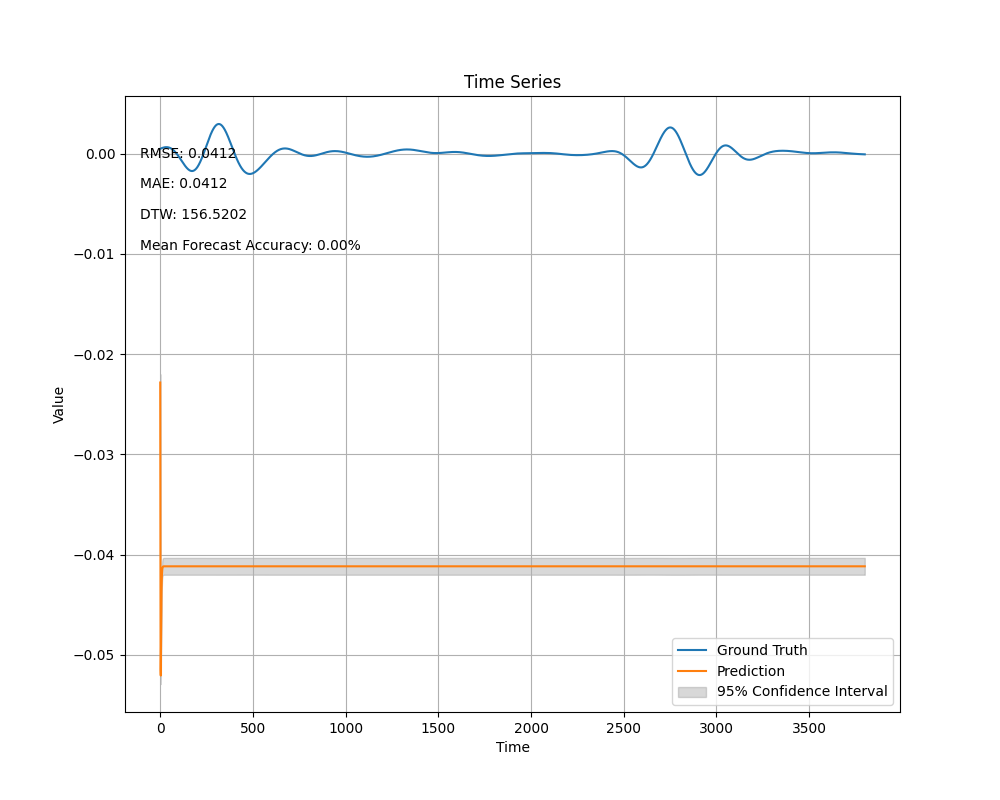 Time Series
RMSE: 0.0412
MAE: 0.0412
DTW: 156.5202
Mean Forecast Accuracy: 0.00%
0.00
−0.01
−0.02
−0.03
−0.04
−0.05
Value
Ground Truth
Prediction
95% Confidence Interval
0 500 1000 1500 2000 2500 3000 3500
Time